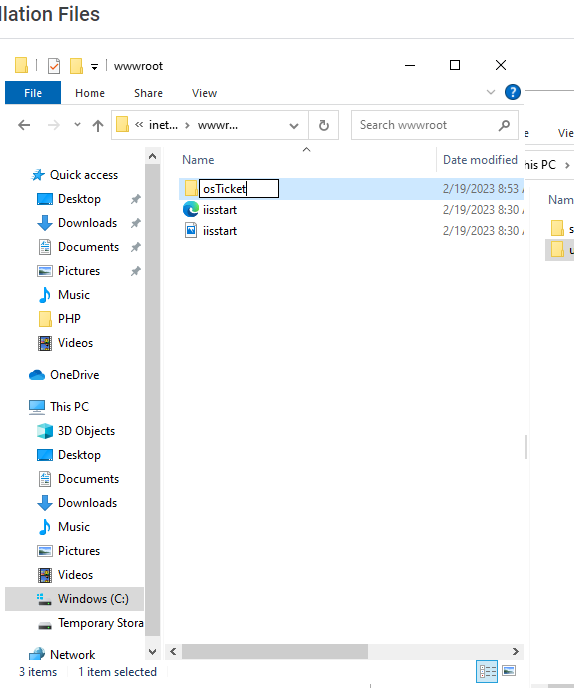 llation Files
wwwroot
File Home Share View
« inet... › wwwr... Search wwwroot
View
his PC ›
Name Date modified
Nam
Quick access
Desktop
Downloads
Documents
Pictures
Music
PHP
Videos
OneDrive
This PC
3D Objects
Desktop
Documents
Downloads
Music
Pictures
Videos
Windows (C:)
Temporary Stora
Network
osTicket 2/19/2023 8:53
iisstart 2/19/2023 8:30
iisstart 2/19/2023 8:30
s
u
3 items 1 item selected